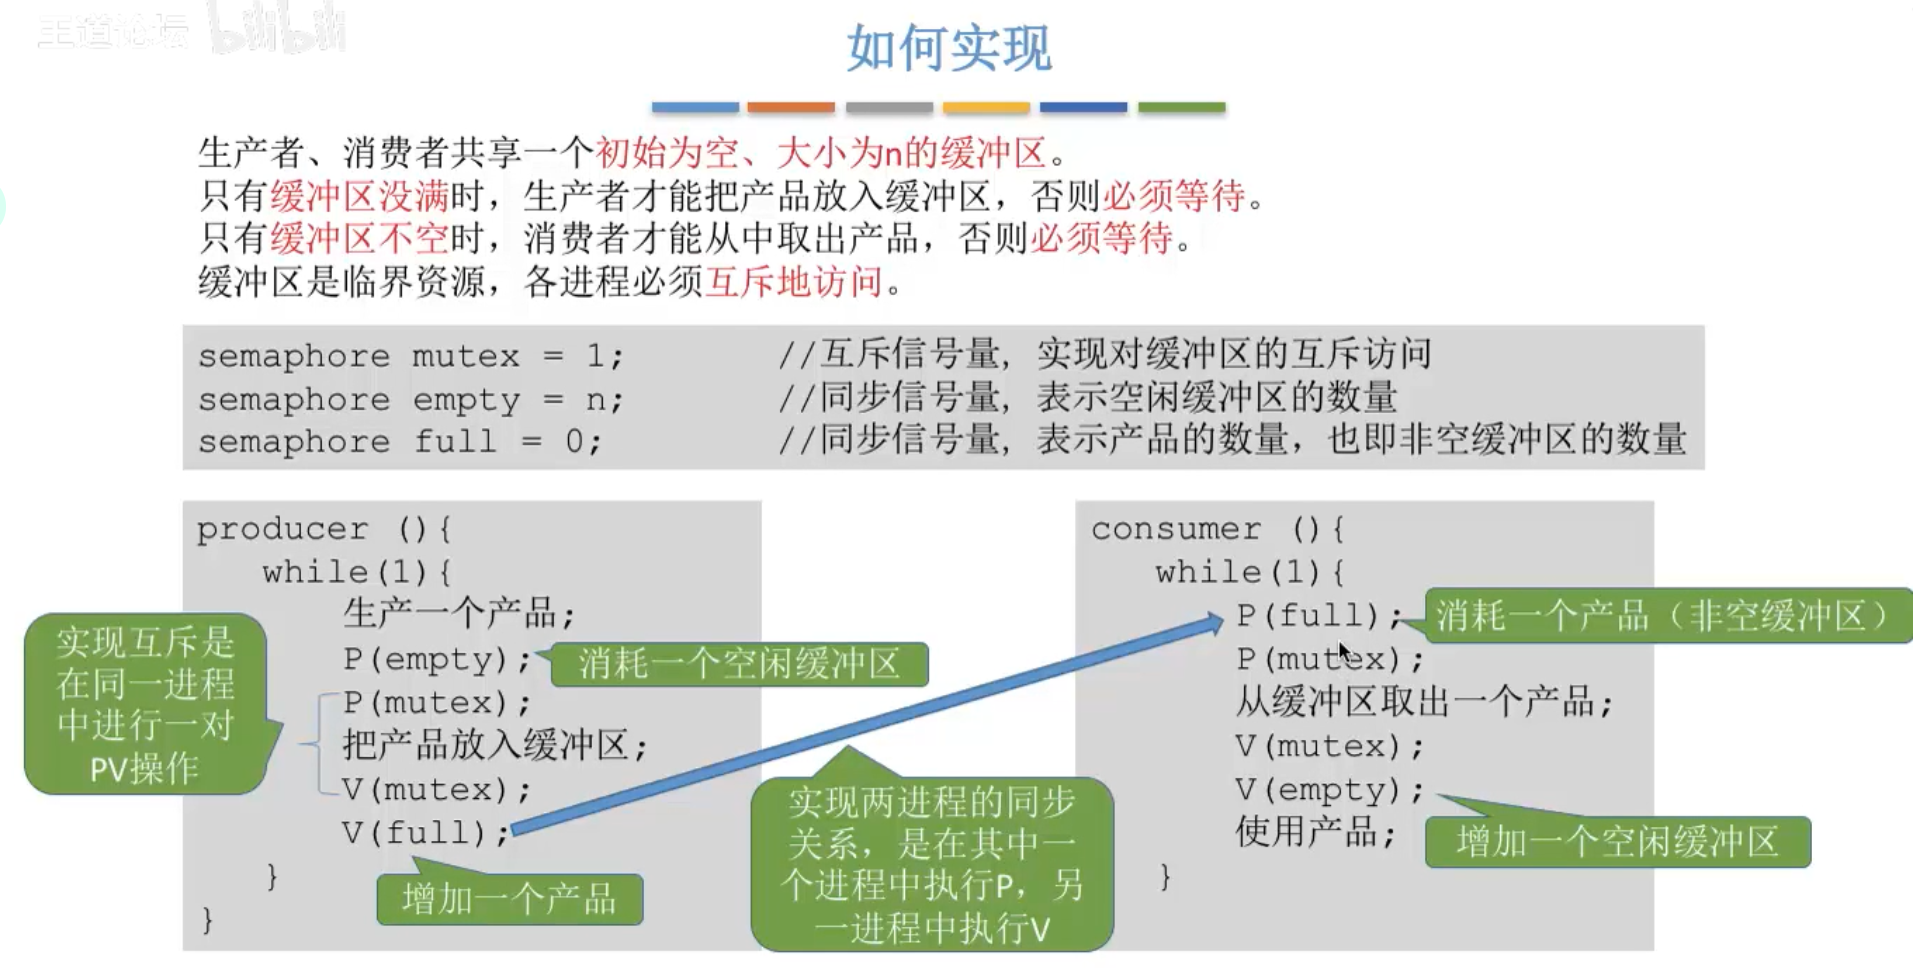 王道论坛 bilibili
如何实现
生产者、消费者共享一个初始为空、大小为n的缓冲区。
只有缓冲区没满时，生产者才能把产品放入缓冲区，否则必须等待。
只有缓冲区不空时，消费者才能从中取出产品，否则必须等待。
缓冲区是临界资源，各进程必须互斥地访问。
semaphore mutex = 1; //互斥信号量，实现对缓冲区的互斥访问
semaphore empty = n; //同步信号量，表示空闲缓冲区的数量
semaphore full = 0; //同步信号量，表示产品的数量，也即非空缓冲区的数量
producer (){
while(1){
生产一个产品;
P(empty);
消耗一个空闲缓冲区
P(mutex);
把产品放入缓冲区;
V(mutex);
V(full);
增加一个产品
}
}
实现互斥是
在同一进程
中进行一对
PV操作
实现两进程的同步
关系，是在其中一
个进程中执行P，另
一进程中执行V
consumer (){
while(1){
P(full);
消耗一个产品（非空缓冲区）
P(mutex);
从缓冲区取出一个产品;
V(mutex);
V(empty);
增加一个空闲缓冲区
使用产品;
}